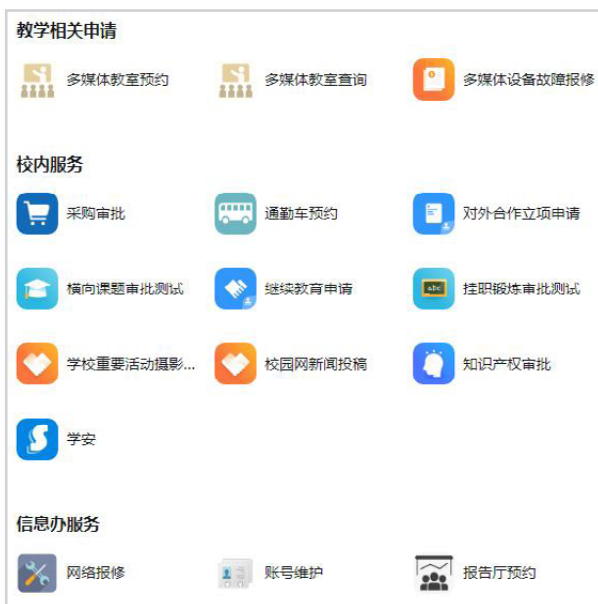 教学相关申请
多媒体教室预约 多媒体教室查询 多媒体设备故障报修
校内服务
采购审批 通勤车预约 对外合作立项申请
横向课题审批测试 继续教育申请 挂职锻炼审批测试
abc
学校重要活动摄影... 校园网新闻投稿 知识产权审批
学安
信息办服务
网络报修 账号维护 报告厅预约